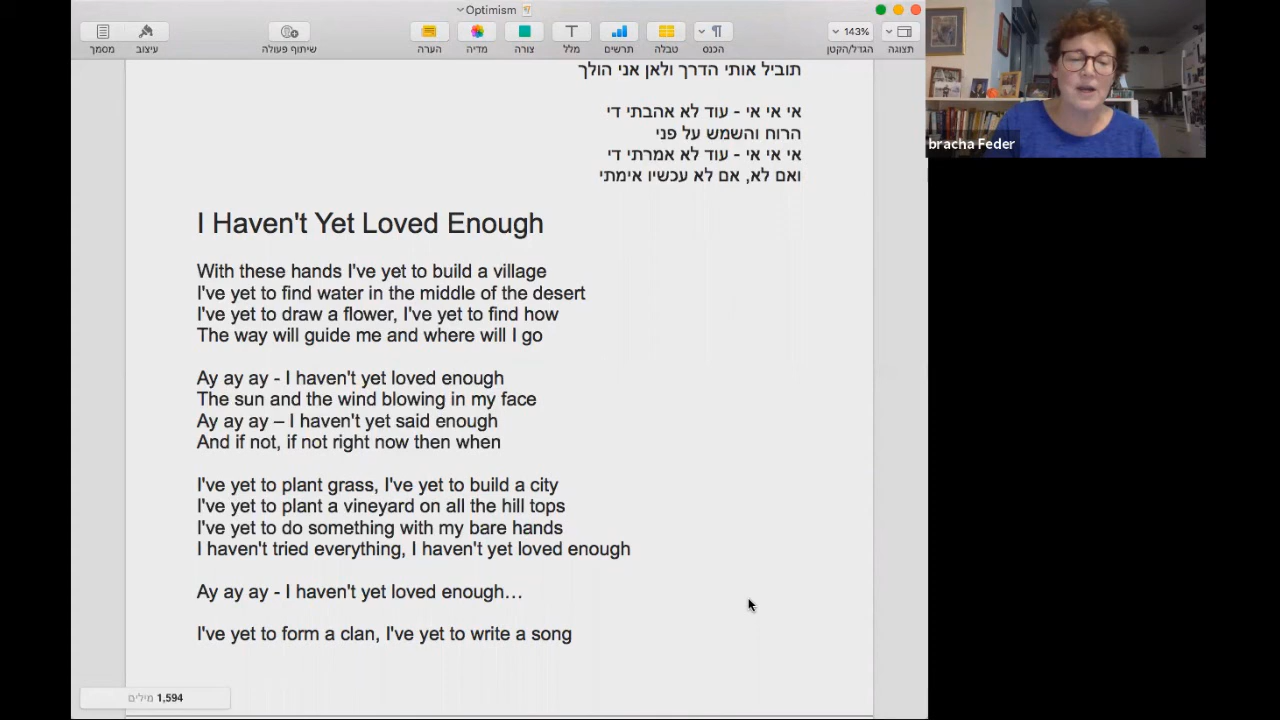 Optimism
מסמך
עיצוב
שיתוף פעולה
הערה
מדיה
צורה
מלל
תרשים
טבלה
הכנס
143%
הגדל/הקטן
תצוגה
תוביל אותי הדרך ולאן אני הולך
אי אי אי - עוד לא אהבתי די
הרוח והשמש על פני
אי אי אי - עוד לא אמרתי די
ואם לא, אם לא עכשיו אימתי
I Haven't Yet Loved Enough
With these hands I've yet to build a village
I've yet to find water in the middle of the desert
I've yet to draw a flower, I've yet to find how
The way will guide me and where will I go
Ay ay ay - I haven't yet loved enough
The sun and the wind blowing in my face
Ay ay ay – I haven't yet said enough
And if not, if not right now then when
I've yet to plant grass, I've yet to build a city
I've yet to plant a vineyard on all the hill tops
I've yet to do something with my bare hands
I haven't tried everything, I haven't yet loved enough
Ay ay ay - I haven't yet loved enough…
I've yet to form a clan, I've yet to write a song
1,594 מילים
bracha Feder